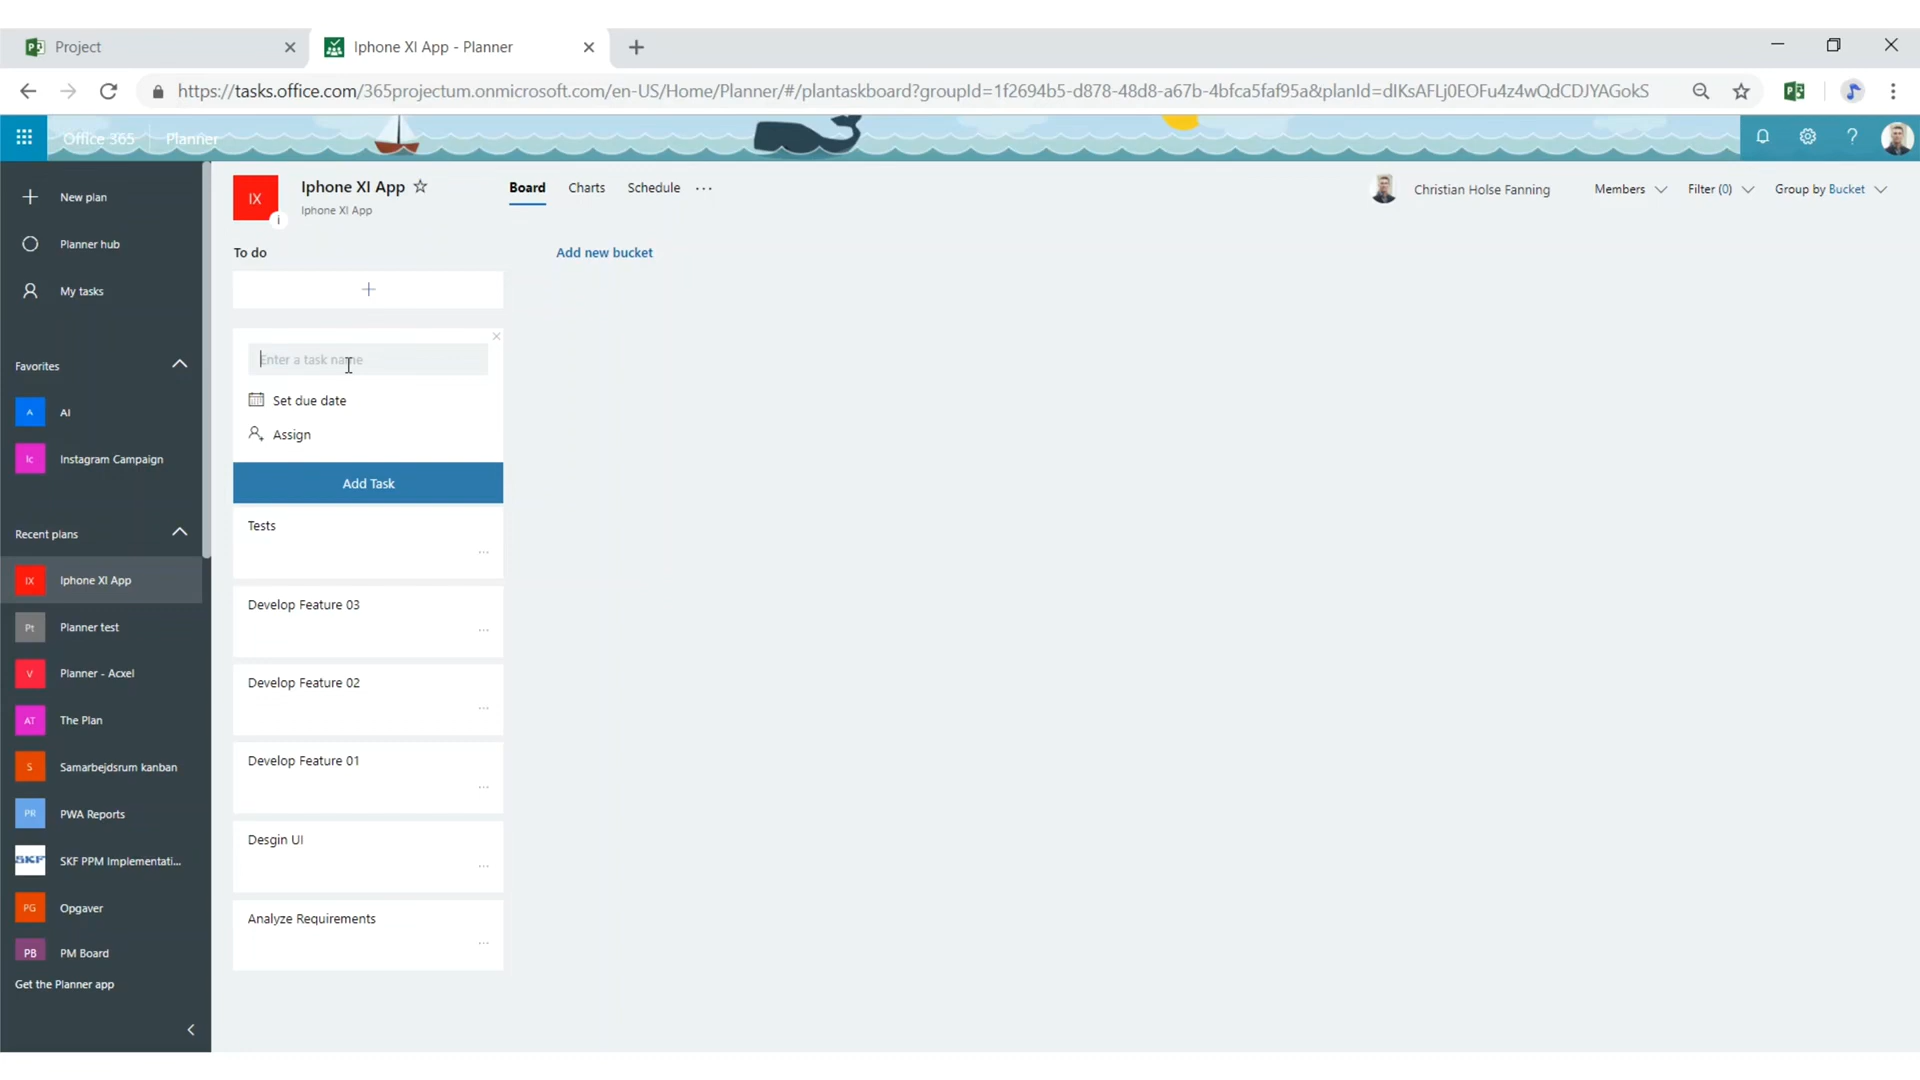 Project
Iphone XI App - Planner
https://tasks.office.com/365projectum.onmicrosoft.com/en-US/Home/Planner/#/plantaskboard?groupId=1f2694b5-d878-48d8-a67b-4bfca5faf95a&planId=dIKsAFLj0EOFu4z4wQdCDJYAGokS
Office 365 Planner
New plan
Planner hub
My tasks
Favorites
A AI
Ic Instagram Campaign
Recent plans
IX Iphone XI App
Pt Planner test
V Planner - Acxel
AT The Plan
S Samarbejdsrum kanban
PR PWA Reports
SKF SKF PPM Implementati...
PG Opgaver
PB PM Board
Get the Planner app
IX Iphone XI App
Iphone XI App
Board Charts Schedule ...
Christian Holse Fanning Members Filter (0) Group by Bucket
To do Add new bucket
Enter a task name
Set due date
Assign
Add Task
Tests
Develop Feature 03
Develop Feature 02
Develop Feature 01
Desgin UI
Analyze Requirements